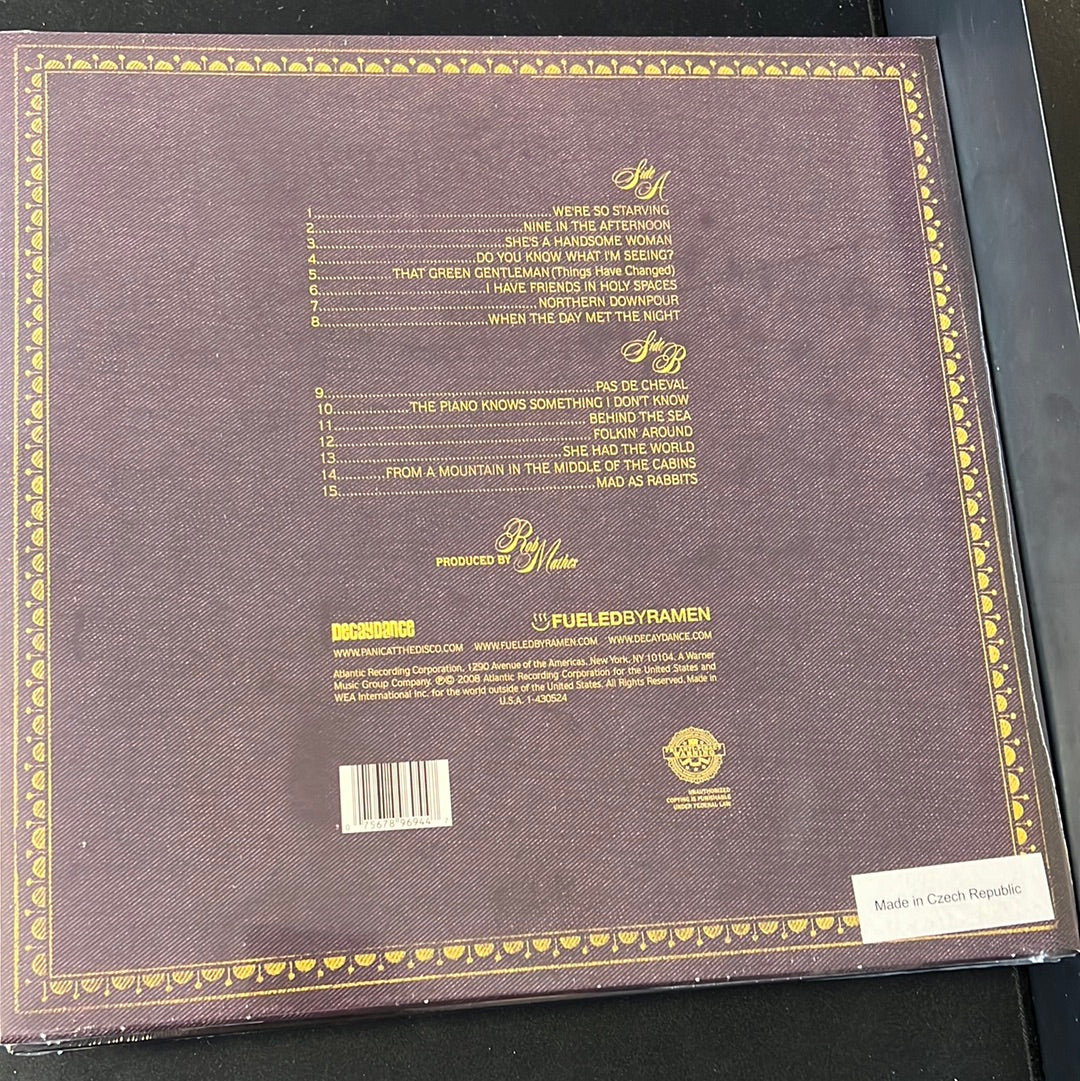 Side A
1.......................................................WE'RE SO STARVING
2................................................NINE IN THE AFTERNOON
3...........................................SHE'S A HANDSOME WOMAN
4....................................DO YOU KNOW WHAT I'M SEEING?
5.................THAT GREEN GENTLEMAN (Things Have Changed)
6.......................................I HAVE FRIENDS IN HOLY SPACES
7...................................................NORTHERN DOWNPOUR
8.......................................WHEN THE DAY MET THE NIGHT
Side B
9..............................................................PAS DE CHEVAL
10.................THE PIANO KNOWS SOMETHING I DON'T KNOW
11..........................................................BEHIND THE SEA
12...........................................................FOLKIN' AROUND
13....................................................SHE HAD THE WORLD
14..........FROM A MOUNTAIN IN THE MIDDLE OF THE CABINS
15...........................................................MAD AS RABBITS
PRODUCED BY Rob Mathes
DECAYDANCE FUELEDBYRAMEN
WWW.PANICATTHEDISCO.COM WWW.FUELEDBYRAMEN.COM WWW.DECAYDANCE.COM
Atlantic Recording Corporation, 1290 Avenue of the Americas, New York, NY 10104. A Warner
Music Group Company. ℗© 2008 Atlantic Recording Corporation for the United States and
WEA International Inc. for the world outside of the United States. All Rights Reserved. Made in
U.S.A. 1-430524
UNAUTHORIZED
COPYING IS PUNISHABLE
UNDER FEDERAL LAW
0 75678 96944 2
Made in Czech Republic